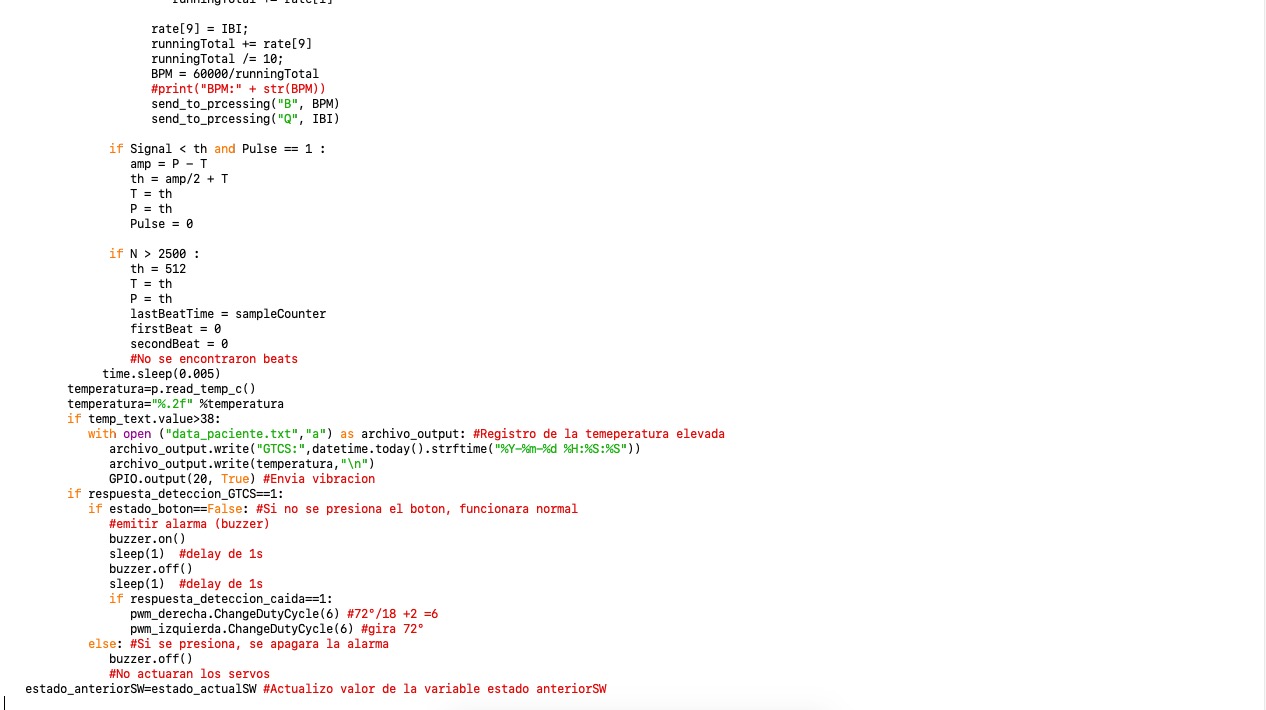 runningTotal += rate[i]
rate[9] = IBI;
runningTotal += rate[9]
runningTotal /= 10;
BPM = 60000/runningTotal
#print("BPM:" + str(BPM))
send_to_prcessing("B", BPM)
send_to_prcessing("Q", IBI)
if Signal < th and Pulse == 1 :
amp = P - T
th = amp/2 + T
T = th
P = th
Pulse = 0
if N > 2500 :
th = 512
T = th
P = th
lastBeatTime = sampleCounter
firstBeat = 0
secondBeat = 0
#No se encontraron beats
time.sleep(0.005)
temperatura=p.read_temp_c()
temperatura="%.2f" %temperatura
if temp_text.value>38:
with open ("data_paciente.txt","a") as archivo_output: #Registro de la temeperatura elevada
archivo_output.write("GTCS:",datetime.today().strftime("%Y-%m-%d %H:%S:%S"))
archivo_output.write(temperatura,"\n")
GPIO.output(20, True) #Envia vibracion
if respuesta_deteccion_GTCS==1:
if estado_boton==False: #Si no se presiona el boton, funcionara normal
#emitir alarma (buzzer)
buzzer.on()
sleep(1)  #delay de 1s
buzzer.off()
sleep(1)  #delay de 1s
if respuesta_deteccion_caida==1:
pwm_derecha.ChangeDutyCycle(6) #72°/18 +2 =6
pwm_izquierda.ChangeDutyCycle(6) #gira 72°
else: #Si se presiona, se apagara la alarma
buzzer.off()
#No actuaran los servos
estado_anteriorSW=estado_actualSW #Actualizo valor de la variable estado anteriorSW